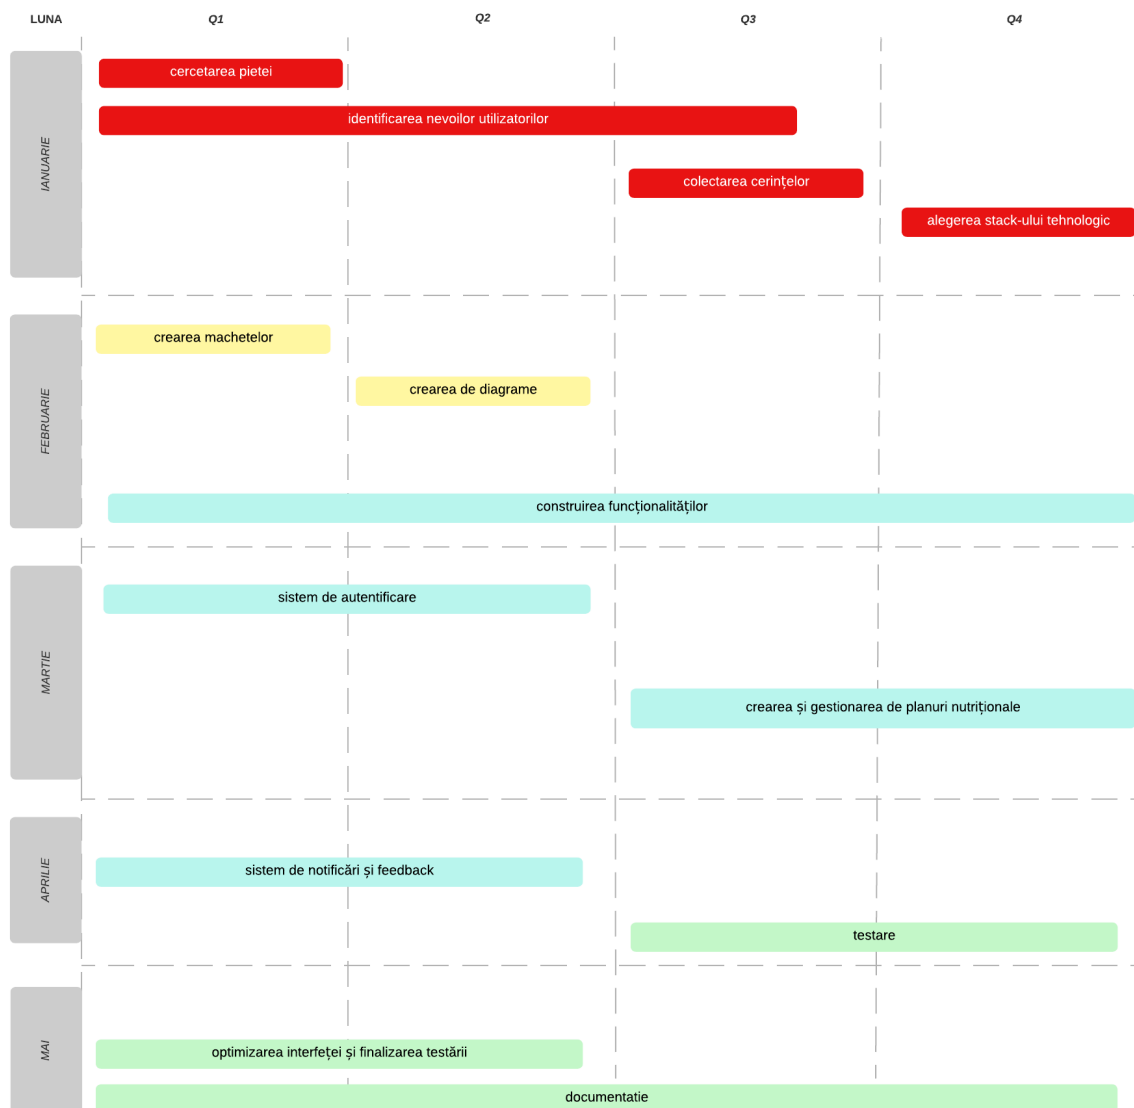 LUNA Q1 Q2 Q3 Q4
IANUARIE
cercetarea pietei
identificarea nevoilor utilizatorilor
colectarea cerințelor
alegerea stack-ului tehnologic
FEBRUARIE
crearea machetelor
crearea de diagrame
construirea funcționalităților
MARTIE
sistem de autentificare
crearea și gestionarea de planuri nutriționale
APRILIE
sistem de notificări și feedback
testare
MAI
optimizarea interfeței și finalizarea testării
documentatie